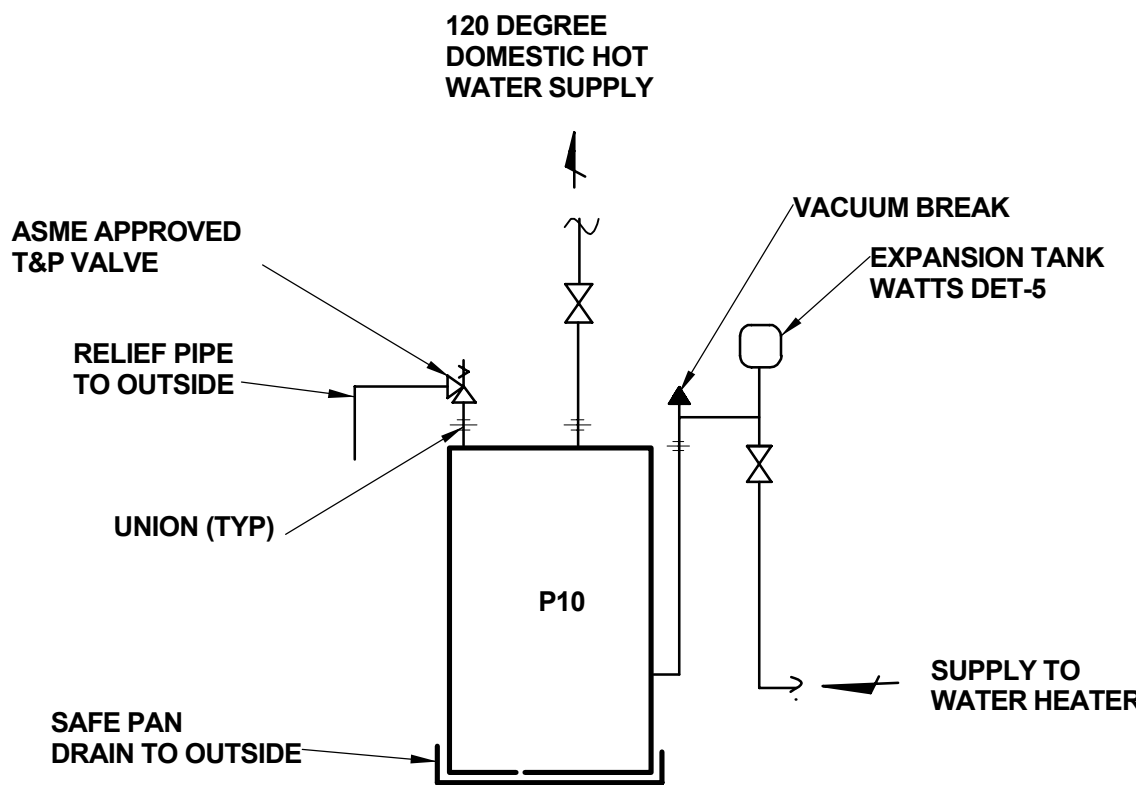 120 DEGREE
DOMESTIC HOT
WATER SUPPLY
ASME APPROVED
T&P VALVE
VACUUM BREAK
EXPANSION TANK
WATTS DET-5
RELIEF PIPE
TO OUTSIDE
UNION (TYP)
P10
SUPPLY TO
WATER HEATER
SAFE PAN
DRAIN TO OUTSIDE